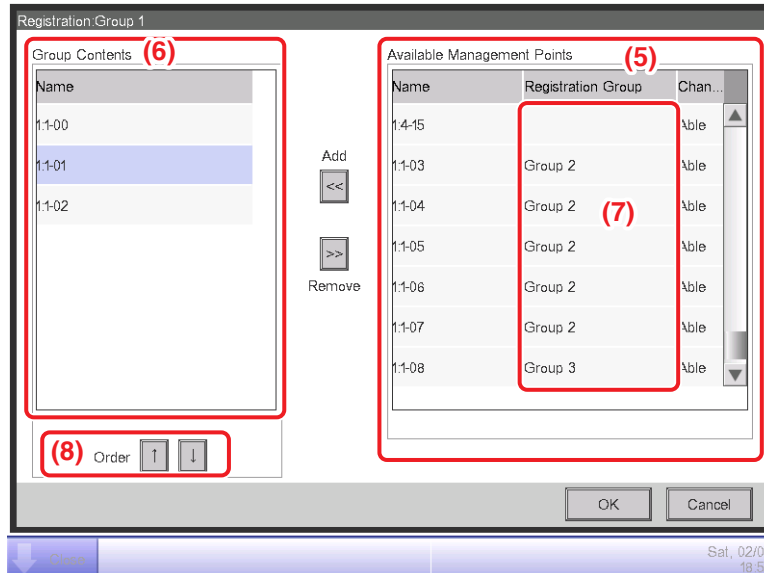 Registration:Group 1
Group Contents (6)
Name
1:1-00
1:1-01
1:1-02
Add
<<
>>
Remove
Available Management Points (5)
Name Registration Group Chan...
1:4-15 Able
1:1-03 Group 2 Able
1:1-04 Group 2 (7) Able
1:1-05 Group 2 Able
1:1-06 Group 2 Able
1:1-07 Group 2 Able
1:1-08 Group 3 Able
(8) Order ↑ ↓
OK Cancel
Sat, 02/0
18:5